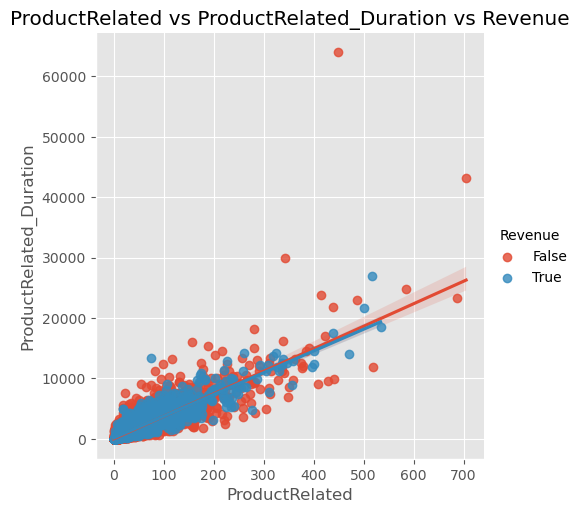 ProductRelated vs ProductRelated_Duration vs Revenue
60000
50000
40000
30000
20000
10000
0
ProductRelated_Duration
0 100 200 300 400 500 600 700
ProductRelated
Revenue
False
True